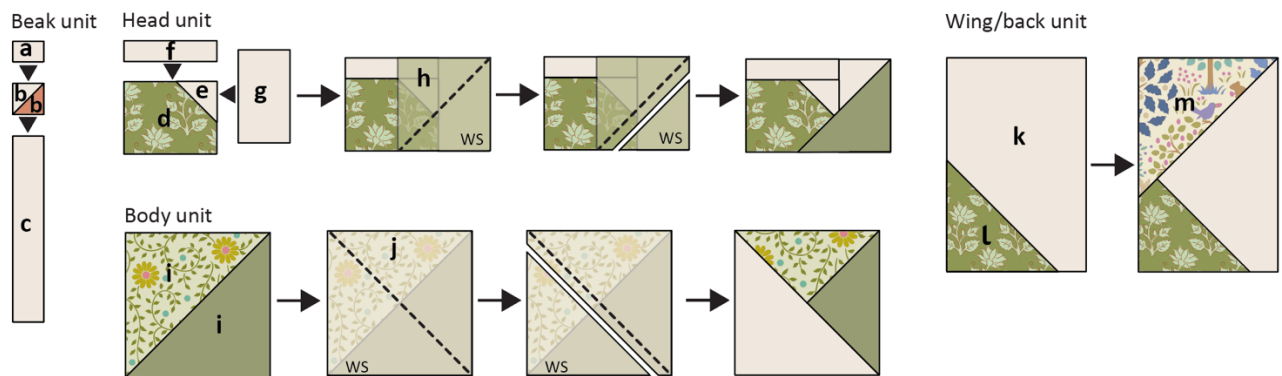 Beak unit
a
b
b
c
Head unit
f
d
e
g
h
WS
WS
Body unit
i
i
j
WS
WS
Wing/back unit
k
l
m